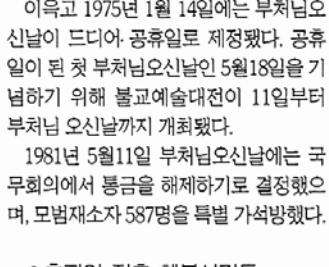 이윽고 1975년 1월 14일에는 부처님오
신날이 드디어 공휴일로 제정됐다. 공휴
일이 된 첫 부처님오신날인 5월18일을 기
념하기 위해 불교예술대전이 11일부터
부처님 오신날까지 개최됐다.
1981년 5월11일 부처님오신날에는 국
무회의에서 통금을 해제하기로 결정했으
며, 모범재소자 587명을 특별 가석방했다.